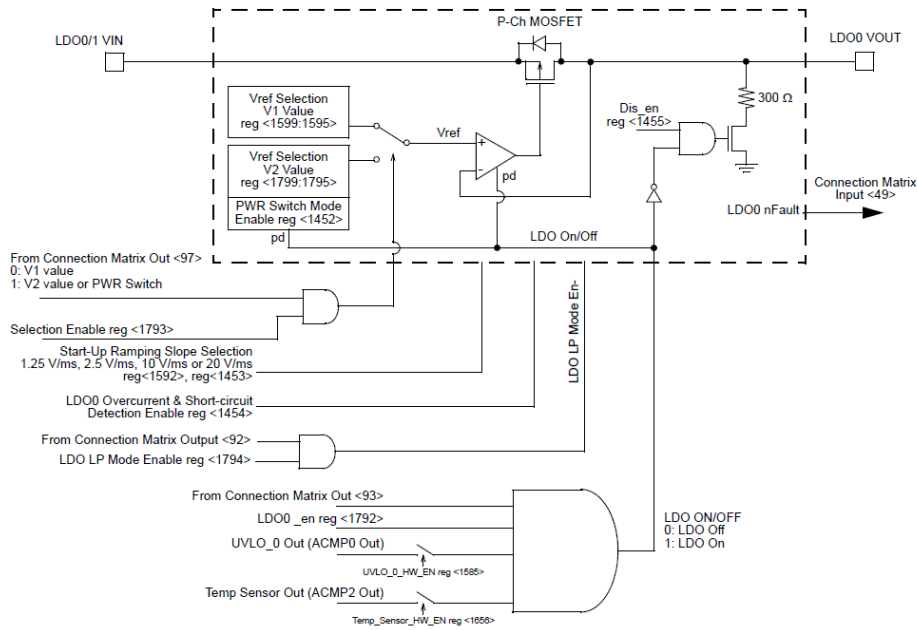 P-Ch MOSFET
LDO0/1 VIN
LDO0 VOUT
Vref Selection
V1 Value
reg <1599:1595>
Vref
+
-
pd
Vref Selection
V2 Value
reg <1799:1795>
PWR Switch Mode
Enable reg <1452>
pd
300 Ω
Dis_en
reg <1455>
Connection Matrix
Input <49>
LDO0 nFault
LDO On/Off
From Connection Matrix Out <97>
0: V1 value
1: V2 value or PWR Switch
Selection Enable reg <1793>
Start-Up Ramping Slope Selection
1.25 V/ms, 2.5 V/ms, 10 V/ms or 20 V/ms
reg<1592>, reg<1453>
LDO LP Mode En-
LDO0 Overcurrent & Short-circuit
Detection Enable reg <1454>
From Connection Matrix Output <92>
LDO LP Mode Enable reg <1794>
From Connection Matrix Out <93>
LDO0 _en reg <1792>
UVLO_0 Out (ACMP0 Out)
UVLO_0_HW_EN reg <1585>
Temp Sensor Out (ACMP2 Out)
Temp_Sensor_HW_EN reg <1656>
LDO ON/OFF
0: LDO Off
1: LDO On